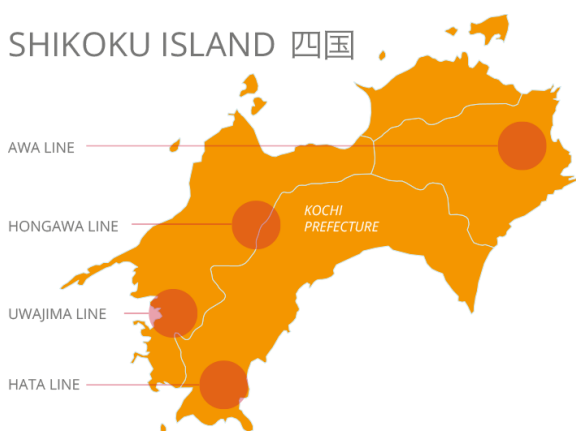 SHIKOKU ISLAND 四国
AWA LINE
HONGAWA LINE
KOCHI
PREFECTURE
UWAJIMA LINE
HATA LINE